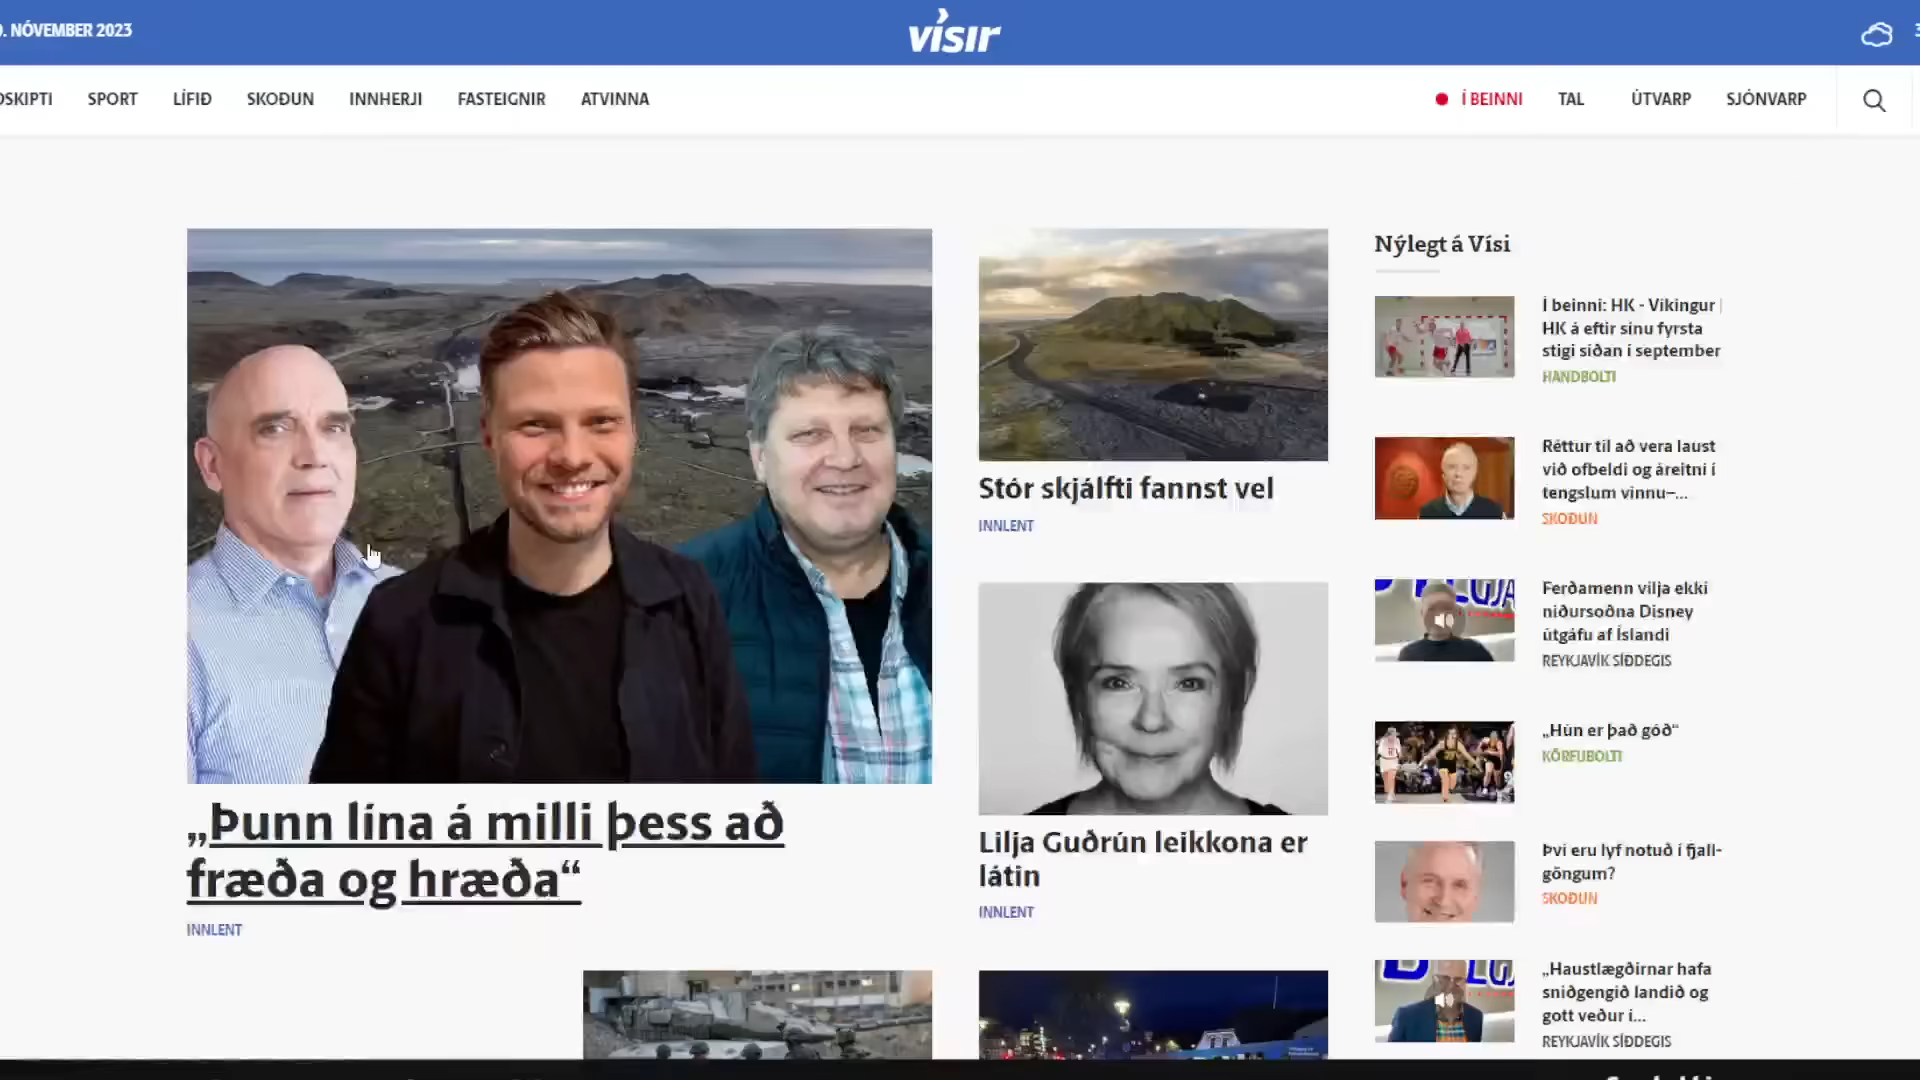 . NÓVEMBER 2023
vísır
SKIPTI
SPORT
LÍFIÐ
SKOÐUN
INNHERJI
FASTEIGNIR
ATVINNA
Í BEINNI
TAL
ÚTVARP
SJÓNVARP
„Þunn lína á milli þess að
fræða og hræða“
INNLENT
Stór skjálfti fannst vel
INNLENT
Lilja Guðrún leikkona er
látin
INNLENT
Nýlegt á Vísi
Í beinni: HK - Víkingur |
HK á eftir sínu fyrsta
stigi síðan í september
HANDBOLTI
Réttur til að vera laust
við ofbeldi og áreitni í
tengslum vinnu–...
SKOÐUN
Ferðamenn vilja ekki
niðursoðna Disney
útgáfu af Íslandi
REYKJAVÍK SÍÐDEGIS
„Hún er það góð“
KÖRFUBOLTI
Því eru lyf notuð í fjall-
göngum?
SKOÐUN
„Haustlægðirnar hafa
sniðgengið landið og
gott veður í...
REYKJAVÍK SÍÐDEGIS